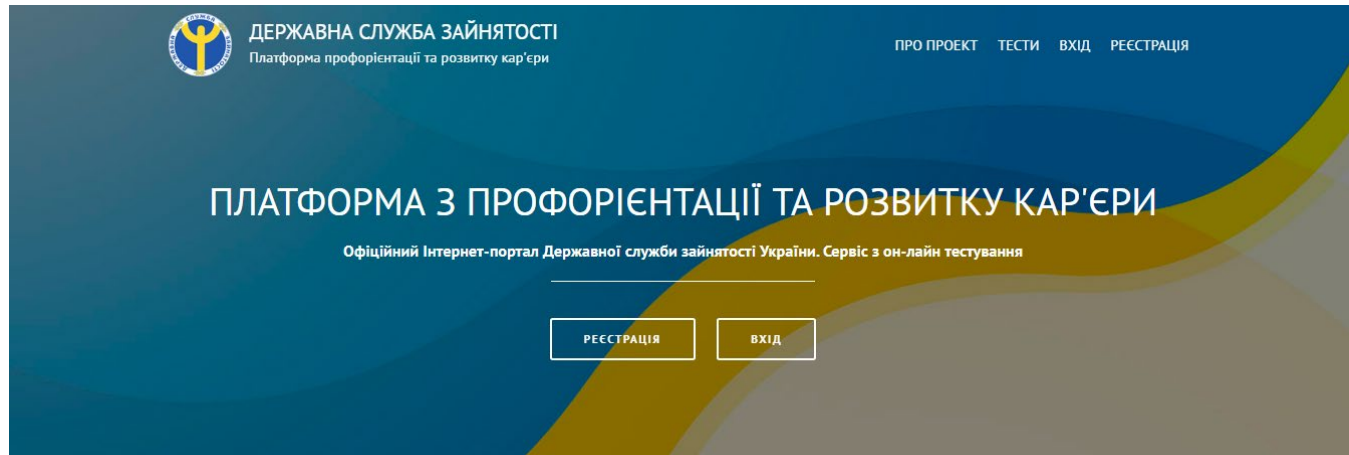 ДЕРЖАВНА СЛУЖБА ЗАЙНЯТОСТІ
Платформа профорієнтації та розвитку кар'єри
ПРО ПРОЕКТ ТЕСТИ ВХІД РЕЄСТРАЦІЯ
ПЛАТФОРМА З ПРОФОРІЄНТАЦІЇ ТА РОЗВИТКУ КАР'ЄРИ
Офіційний Інтернет-портал Державної служби зайнятості України. Сервіс з он-лайн тестування
РЕЄСТРАЦІЯ
ВХІД